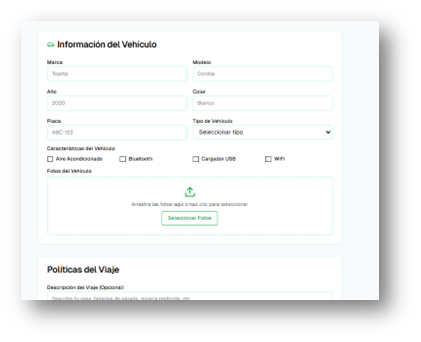 Información del Vehículo
Marca
Modelo
Toyota
Corolla
Año
Color
2020
Blanco
Placa
Tipo de Vehículo
ABC-123
Seleccionar tipo
Características del Vehículo
Aire Acondicionado
Bluetooth
Cargador USB
WiFi
Fotos del Vehículo
Arrastra las fotos aquí o haz clic para seleccionar
Seleccionar Fotos
Políticas del Viaje
Descripción del Viaje (Opcional)